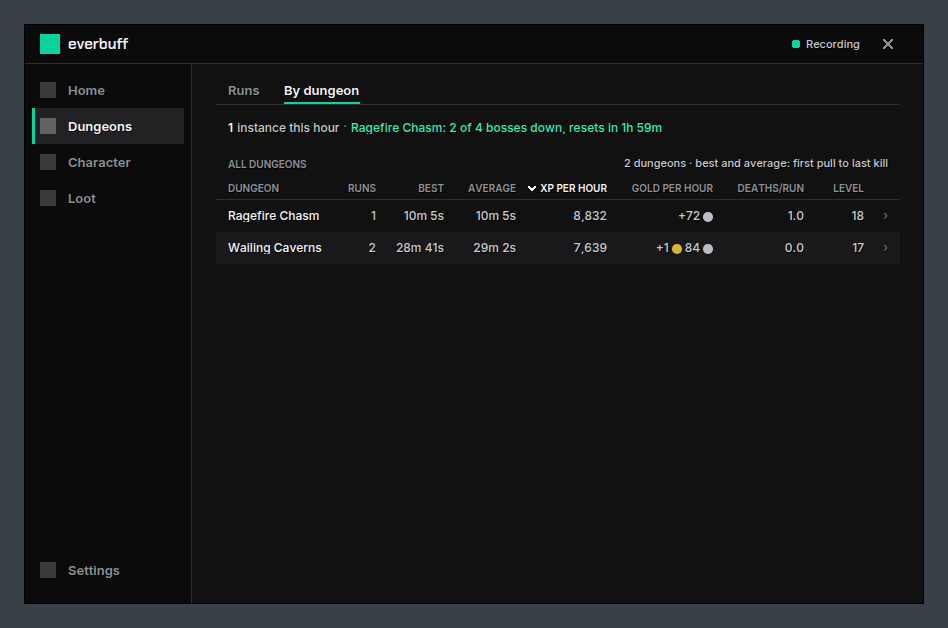 everbuff
Recording
Home
Dungeons
Character
Loot
Settings
Runs By dungeon
1 instance this hour · Ragefire Chasm: 2 of 4 bosses down, resets in 1h 59m
ALL DUNGEONS 2 dungeons · best and average: first pull to last kill
DUNGEON RUNS BEST AVERAGE XP PER HOUR GOLD PER HOUR DEATHS/RUN LEVEL
Ragefire Chasm 1 10m 5s 10m 5s 8,832 +72 1.0 18 ›
Wailing Caverns 2 28m 41s 29m 2s 7,639 +1 84 0.0 17 ›